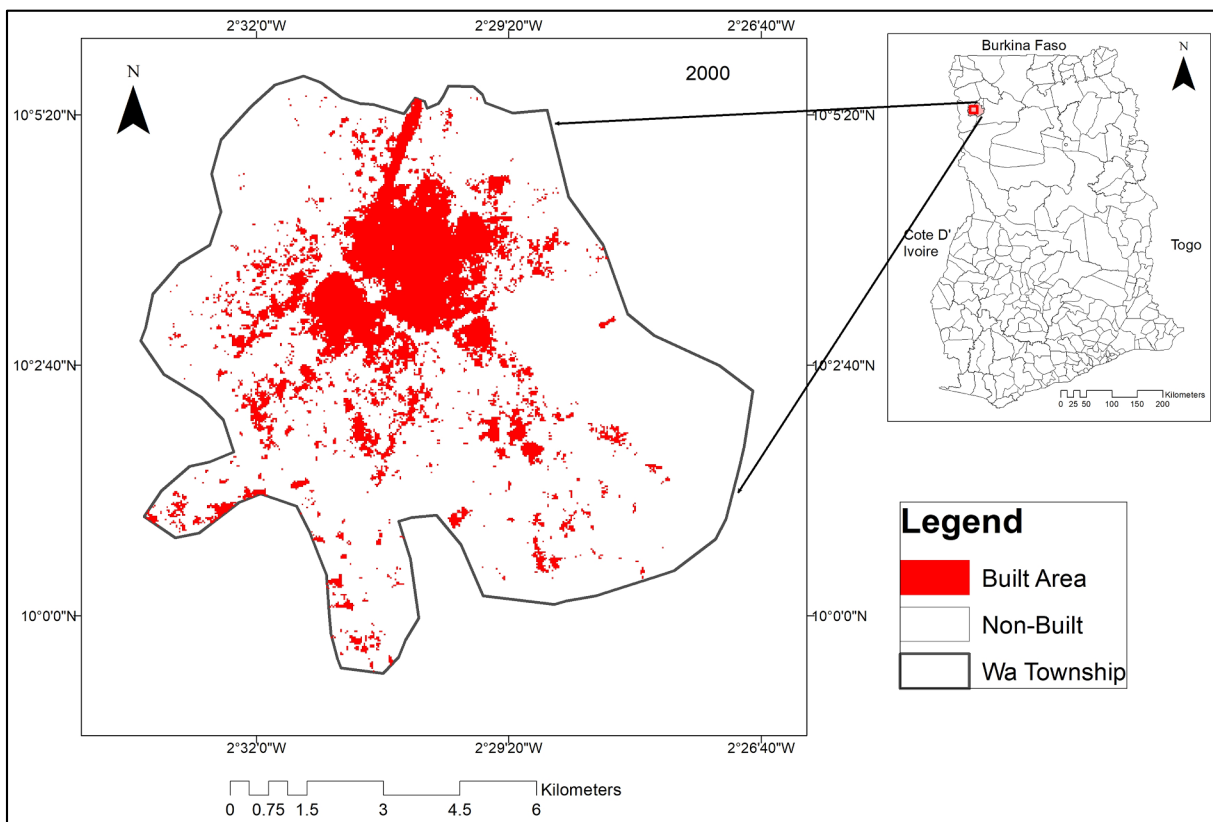 2°32'0"W 2°29'20"W 2°26'40"W
N
2000
10°5'20"N
10°5'20"N
10°2'40"N
10°2'40"N
10°0'0"N
10°0'0"N
2°32'0"W 2°29'20"W 2°26'40"W
Kilometers
0 0.75 1.5 3 4.5 6
Burkina Faso
N
Cote D'
Ivoire
Togo
Kilometers
0 25 50 100 150 200
Legend
Built Area
Non-Built
Wa Township